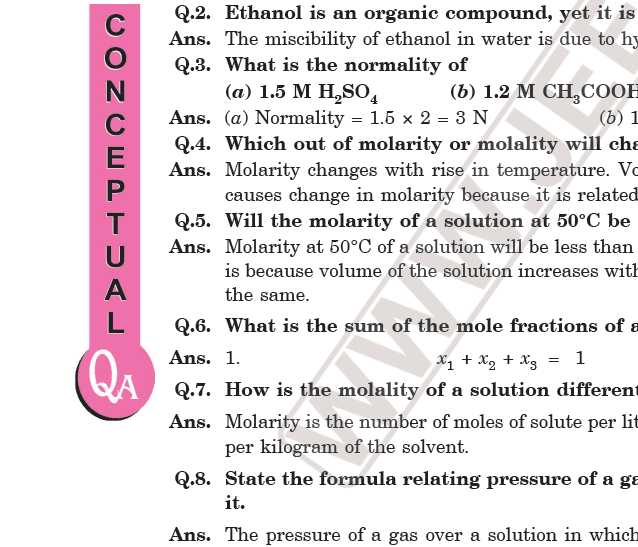 CONCEPTUAL
QA
Q.2. Ethanol is an organic compound, yet it is
Ans. The miscibility of ethanol in water is due to hy
Q.3. What is the normality of
(a) 1.5 M H₂SO₄ (b) 1.2 M CH₃COOH
Ans. (a) Normality = 1.5 × 2 = 3 N (b) 1
Q.4. Which out of molarity or molality will cha
Ans. Molarity changes with rise in temperature. Vo
causes change in molarity because it is related
Q.5. Will the molarity of a solution at 50°C be
Ans. Molarity at 50°C of a solution will be less than
is because volume of the solution increases with
the same.
Q.6. What is the sum of the mole fractions of a
Ans. 1. x₁ + x₂ + x₃ = 1
Q.7. How is the molality of a solution different
Ans. Molarity is the number of moles of solute per lit
per kilogram of the solvent.
Q.8. State the formula relating pressure of a ga
it.
Ans. The pressure of a gas over a solution in which
WWW.JEE